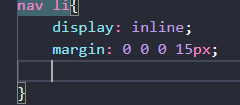 nav li{
display: inline;
margin: 0 0 0 15px;
}